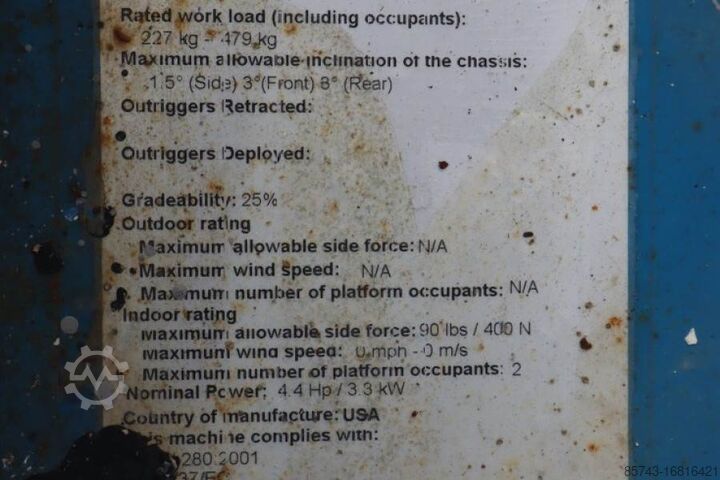 Rated work load (including occupants):
227 kg - 479 kg
Maximum allowable inclination of the chassis:
1.5° (Side) 3°(Front) 3° (Rear)
Outriggers Retracted:
Outriggers Deployed:
Gradeability: 25%
Outdoor rating
Maximum allowable side force: N/A
Maximum wind speed: N/A
Maximum number of platform occupants: N/A
Indoor rating
Maximum allowable side force: 90 lbs / 400 N
Maximum wind speed: 0 mph - 0 m/s
Maximum number of platform occupants: 2
Nominal Power: 4.4 Hp / 3.3 kW
Country of manufacture: USA
machine complies with:
280:2001
85743-16816421